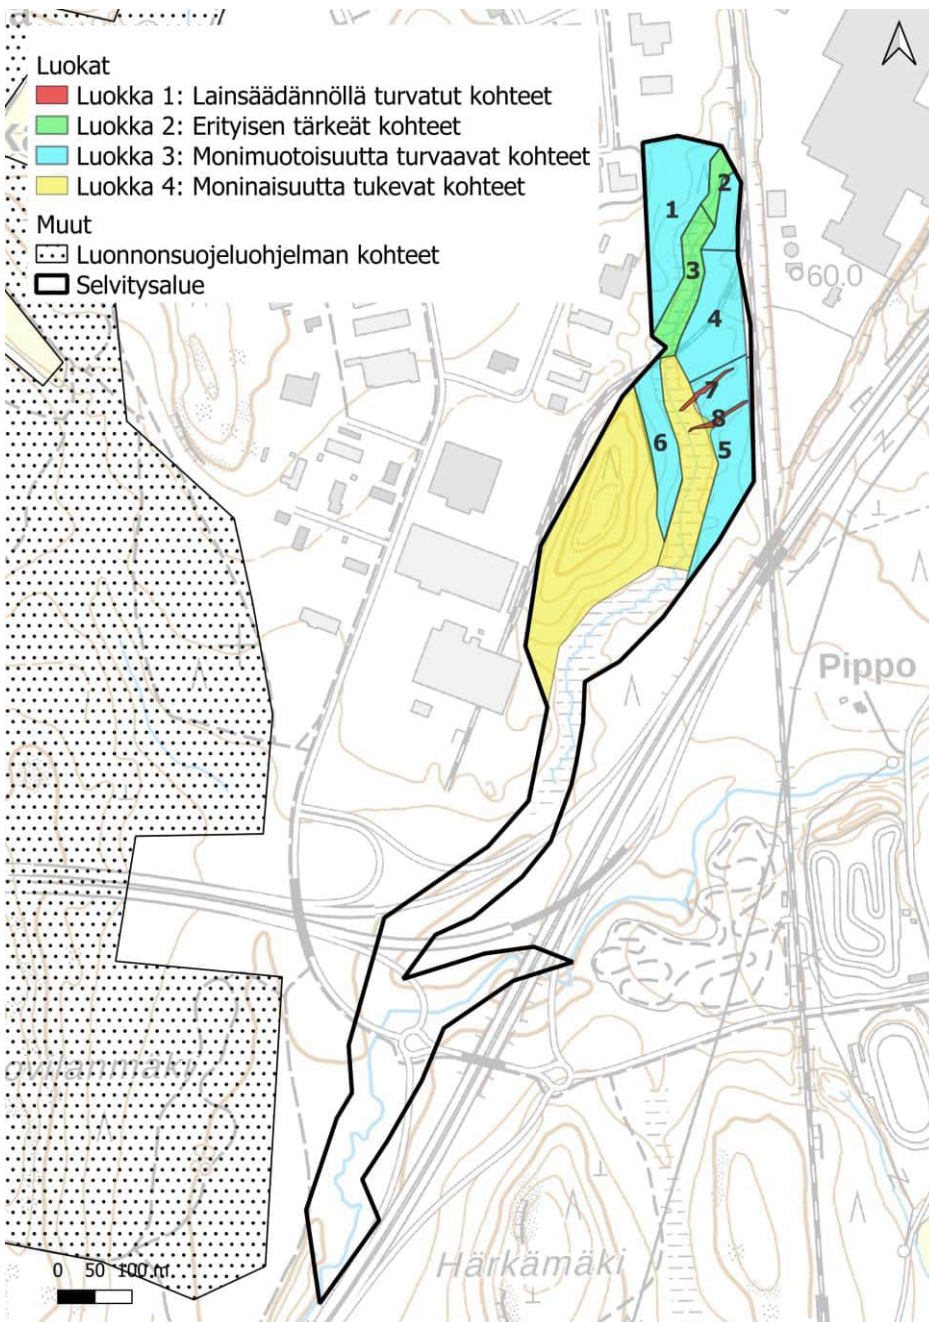 Luokat
Luokka 1: Lainsäädännöllä turvatut kohteet
Luokka 2: Erityisen tärkeät kohteet
Luokka 3: Monimuotoisuutta turvaavat kohteet
Luokka 4: Moninaisuutta tukevat kohteet
Muut
Luonnonsuojeluohjelman kohteet
Selvitysalue
1
2
3
60.0
4
7
8
6
5
Pippo
ovilanmäki
Härkämäki
0 50 100 m